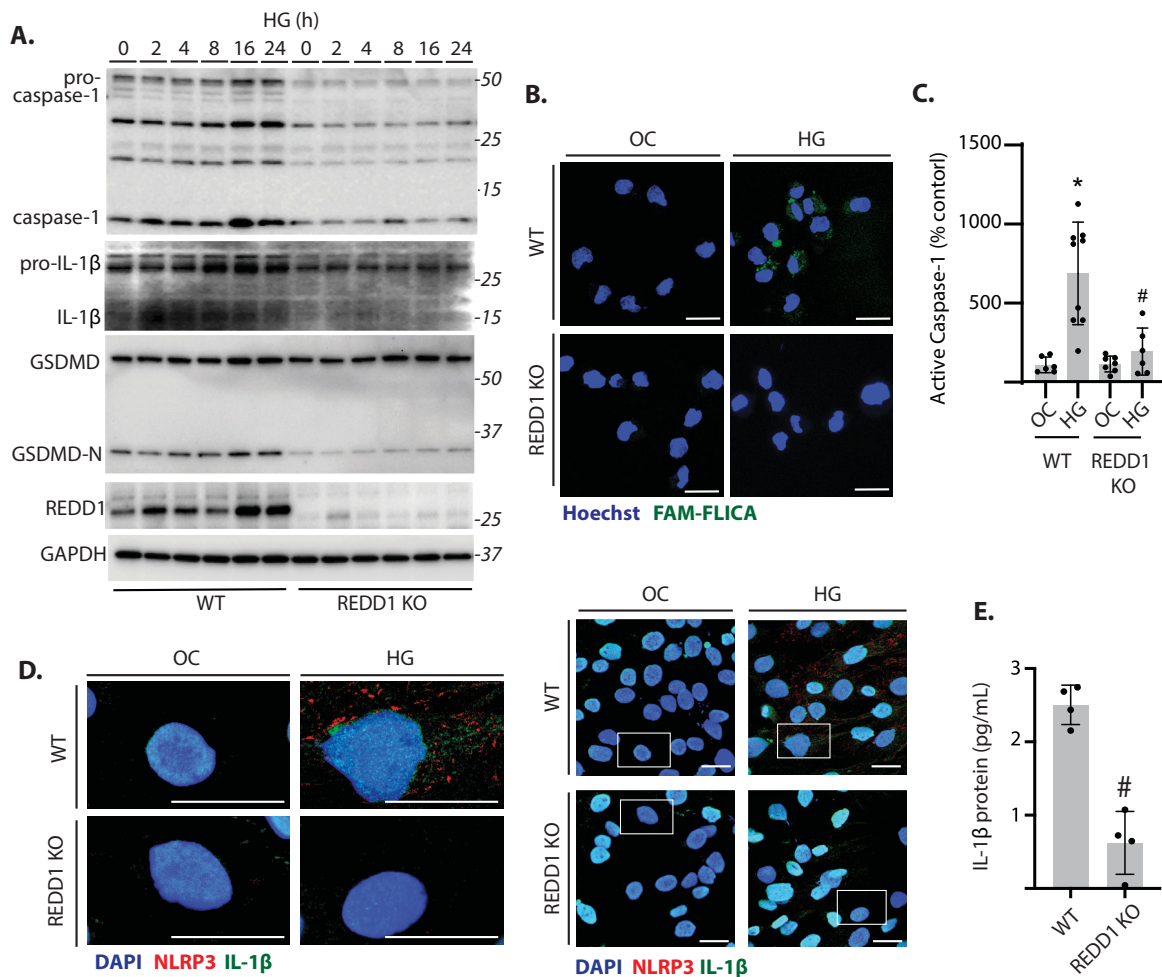 A.
HG (h)
0 2 4 8 16 24 0 2 4 8 16 24
pro-
caspase-1
-50
-25
-15
caspase-1
pro-IL-1β
-25
IL-1β
-15
GSDMD
-50
-37
GSDMD-N
REDD1
-25
GAPDH
-37
WT REDD1 KO
B.
OC HG
WT
REDD1 KO
Hoechst FAM-FLICA
C.
Active Caspase-1 (% contorl)
1500
1000
500
*
#
OC HG OC HG
WT REDD1
KO
D.
OC HG
WT
REDD1 KO
DAPI NLRP3 IL-1β
OC HG
WT
REDD1 KO
DAPI NLRP3 IL-1β
E.
IL-1β protein (pg/mL)
3
2
1
0
#
WT REDD1 KO